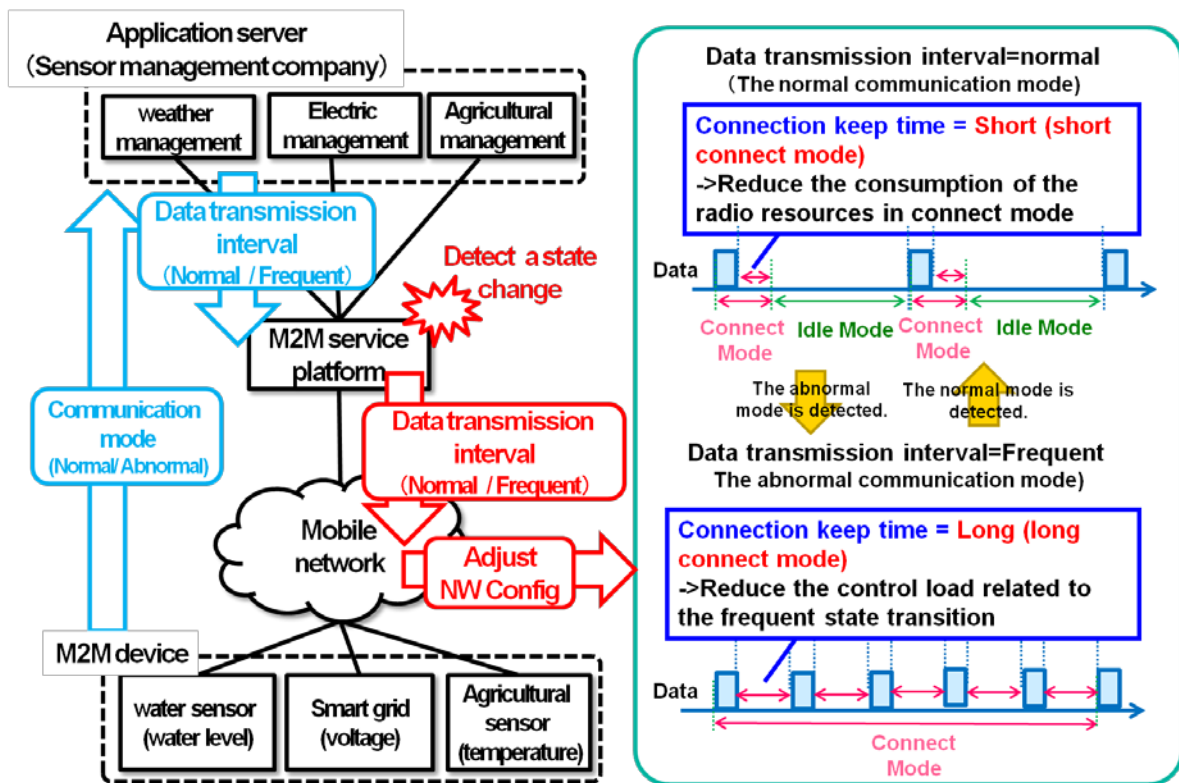 Application server
（Sensor management company）
weather
management
Electric
management
Agricultural
management
Data transmission
interval
（Normal / Frequent）
Detect a state
change
M2M service
platform
Communication
mode
(Normal/Abnormal)
Data transmission
interval
（Normal / Frequent）
Mobile
network
Adjust
NW Config
M2M device
water sensor
(water level)
Smart grid
(voltage)
Agricultural
sensor
(temperature)
Data transmission interval=normal
（The normal communication mode）
Connection keep time = Short (short
connect mode)
->Reduce the consumption of the
radio resources in connect mode
Data
Connect
Mode
Idle Mode
Connect
Mode
Idle Mode
The abnormal
mode is detected.
The normal mode is
detected.
Data transmission interval=Frequent
The abnormal communication mode)
Connection keep time = Long (long
connect mode)
->Reduce the control load related to
the frequent state transition
Data
Connect
Mode